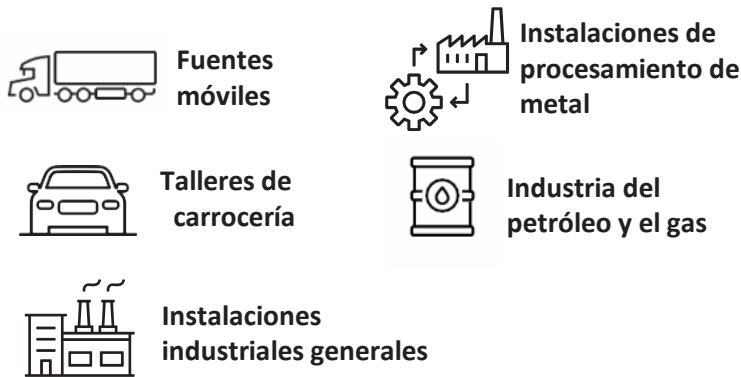 Fuentes
móviles
Instalaciones de
procesamiento de
metal
Talleres de
carrocería
Industria del
petróleo y el gas
Instalaciones
industriales generales